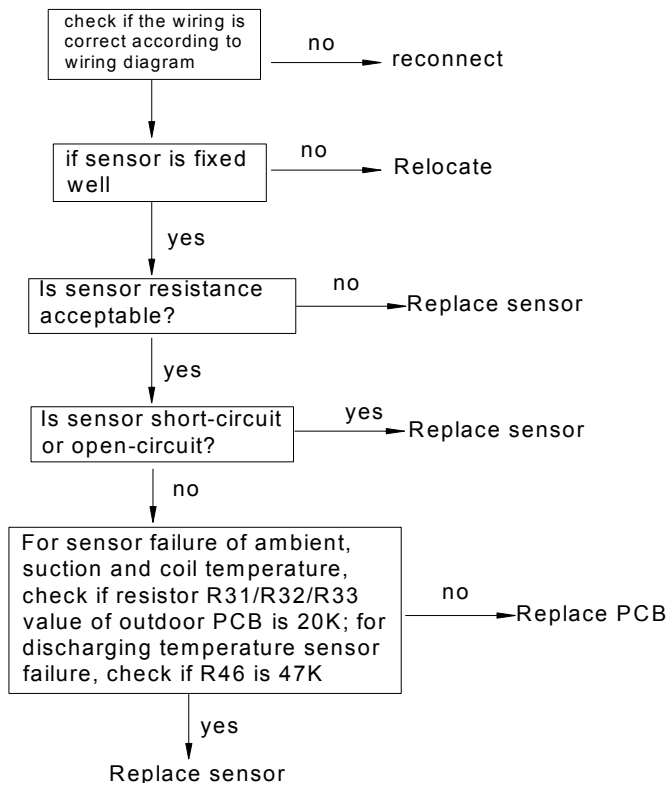 check if the wiring is
correct according to
wiring diagram
no
reconnect
if sensor is fixed
well
no
Relocate
yes
Is sensor resistance
acceptable?
no
Replace sensor
yes
Is sensor short-circuit
or open-circuit?
yes
Replace sensor
no
For sensor failure of ambient,
suction and coil temperature,
check if resistor R31/R32/R33
value of outdoor PCB is 20K; for
discharging temperature sensor
failure, check if R46 is 47K
no
Replace PCB
yes
Replace sensor